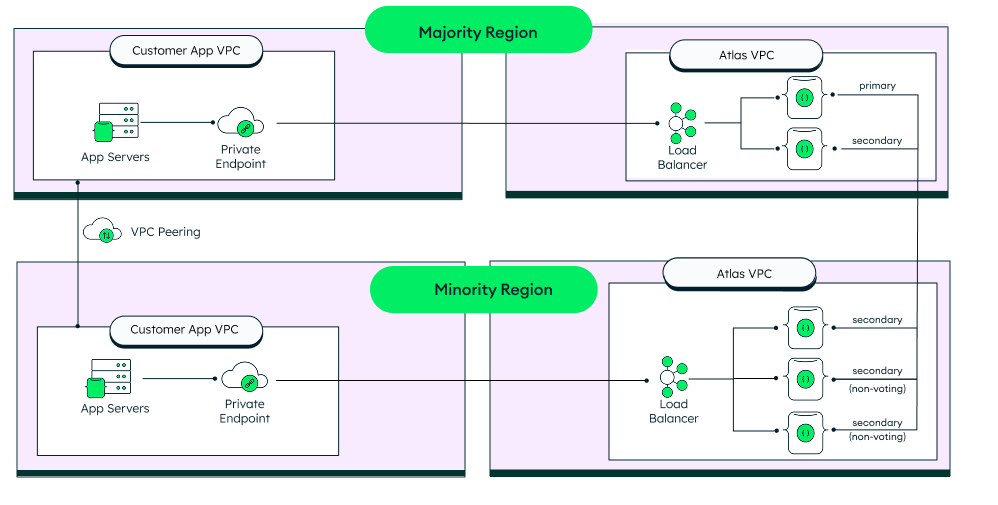 Majority Region
Customer App VPC
Atlas VPC
primary
secondary
App Servers
Private
Endpoint
Load
Balancer
VPC Peering
Minority Region
Customer App VPC
Atlas VPC
secondary
secondary
(non-voting)
secondary
(non-voting)
App Servers
Private
Endpoint
Load
Balancer